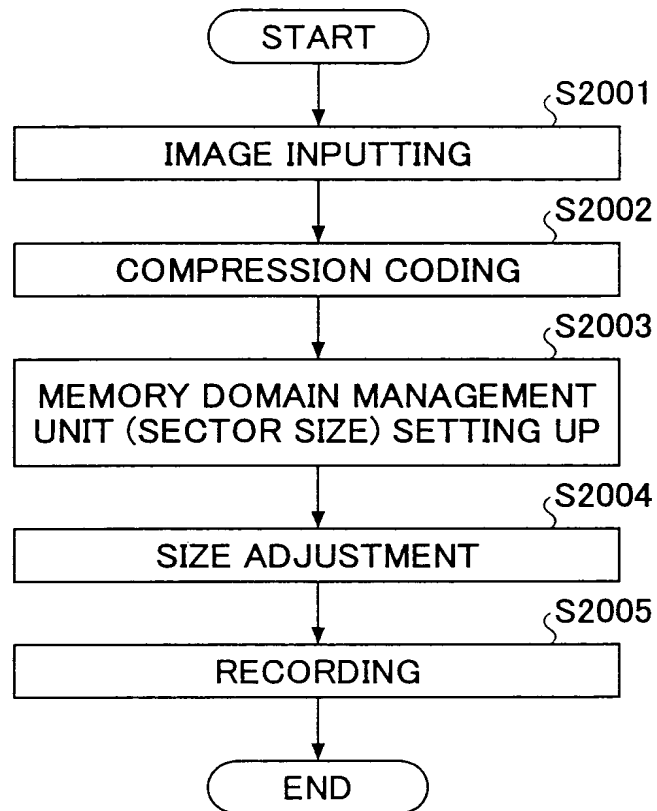 START
S2001
IMAGE INPUTTING
S2002
COMPRESSION CODING
S2003
MEMORY DOMAIN MANAGEMENT
UNIT (SECTOR SIZE) SETTING UP
S2004
SIZE ADJUSTMENT
S2005
RECORDING
END